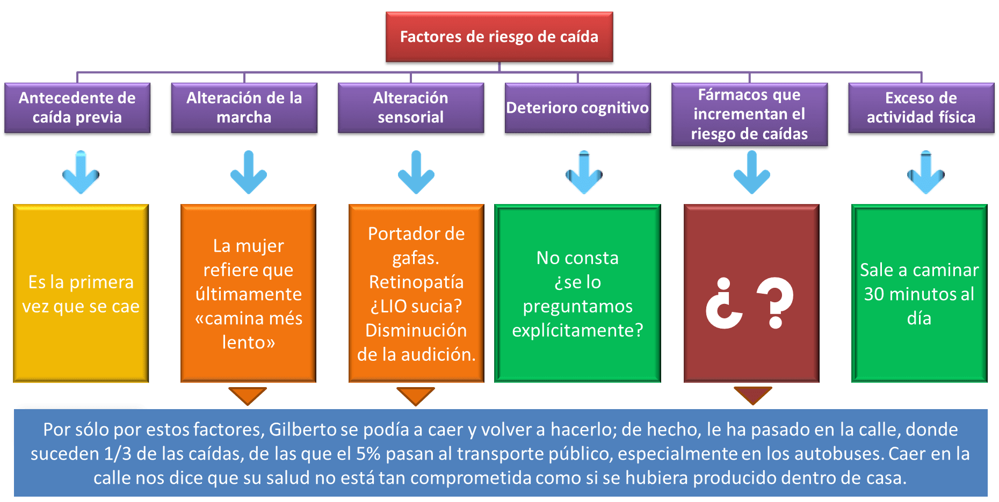 Factores de riesgo de caída
Antecedente de
caída previa
Alteración de la
marcha
Alteración
sensorial
Deterioro cognitivo
Fármacos que
incrementan el
riesgo de caídas
Exceso de
actividad física
Es la primera
vez que se cae
La mujer
refiere que
últimamente
«camina més
lento»
Portador de
gafas.
Retinopatía
¿LIO sucia?
Disminución
de la audición.
No consta
¿se lo
preguntamos
explícitamente?
¿?
Sale a caminar
30 minutos al
día
Por sólo por estos factores, Gilberto se podía a caer y volver a hacerlo; de hecho, le ha pasado en la calle, donde
suceden 1/3 de las caídas, de las que el 5% pasan al transporte público, especialmente en los autobuses. Caer en la
calle nos dice que su salud no está tan comprometida como si se hubiera producido dentro de casa.